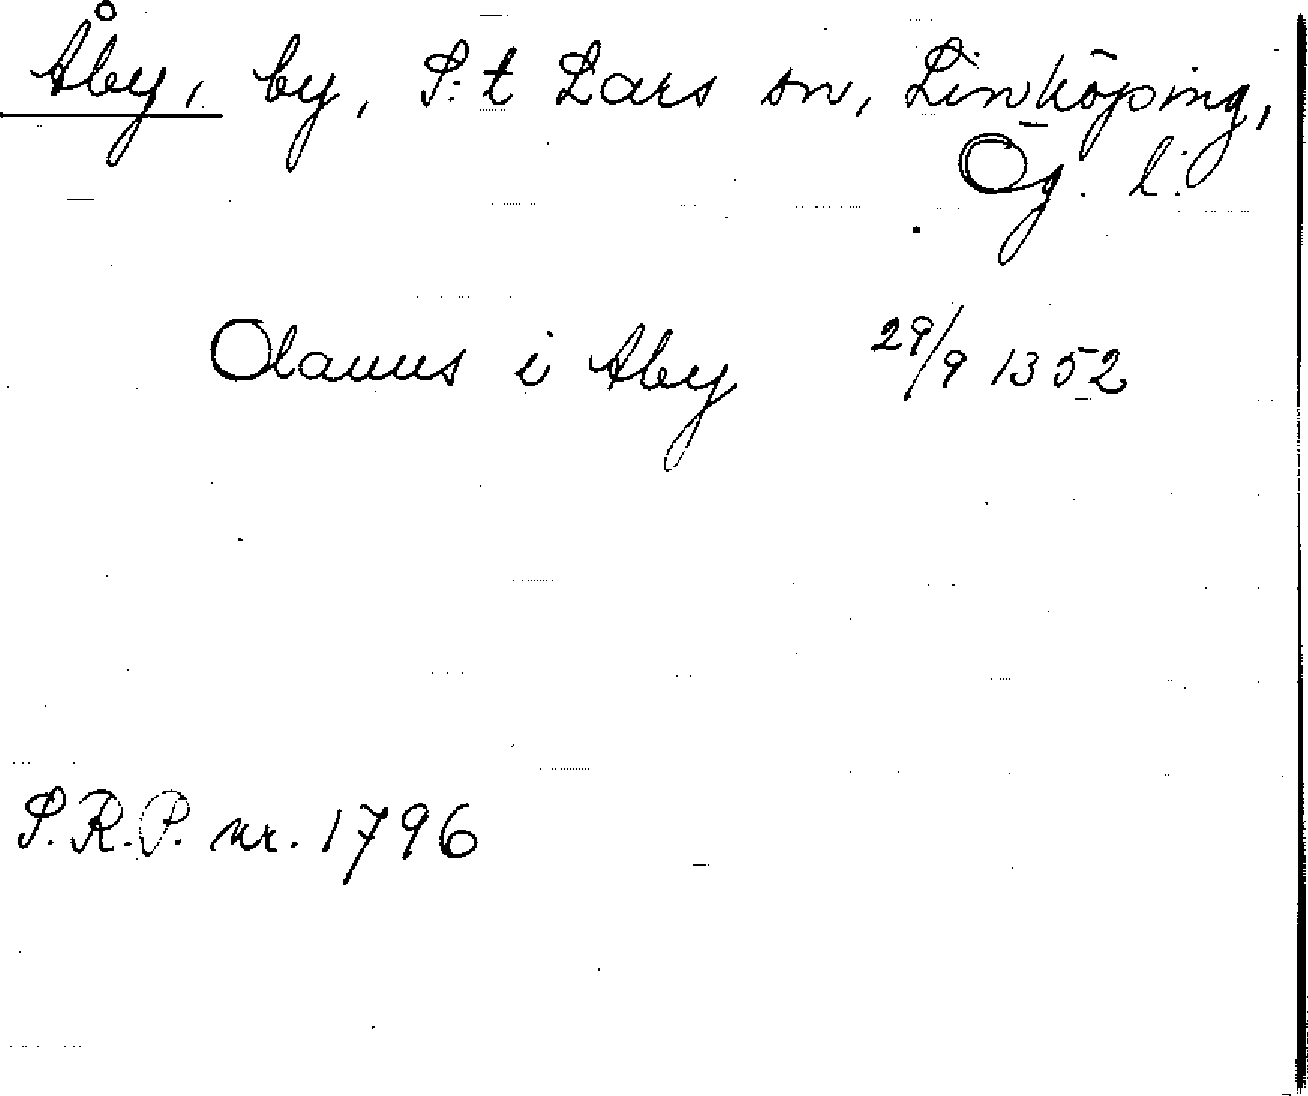 Åby, by, S:t Lars sn, Linköping,
Ög. l.
Olauus i Aby 29/9 1352
S.R.P. nr. 1796